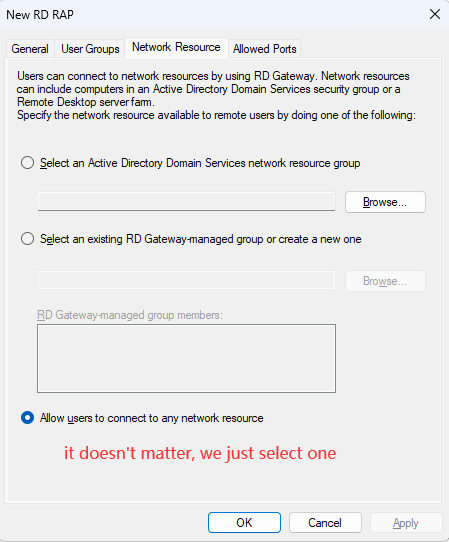 New RD RAP
General
User Groups
Network Resource
Allowed Ports
Users can connect to network resources by using RD Gateway. Network resources
can include computers in an Active Directory Domain Services security group or a
Remote Desktop server farm.
Specify the network resource available to remote users by doing one of the following:
Select an Active Directory Domain Services network resource group
Browse...
Select an existing RD Gateway-managed group or create a new one
Browse...
RD Gateway-managed group members:
Allow users to connect to any network resource
it doesn't matter, we just select one
OK
Cancel
Apply